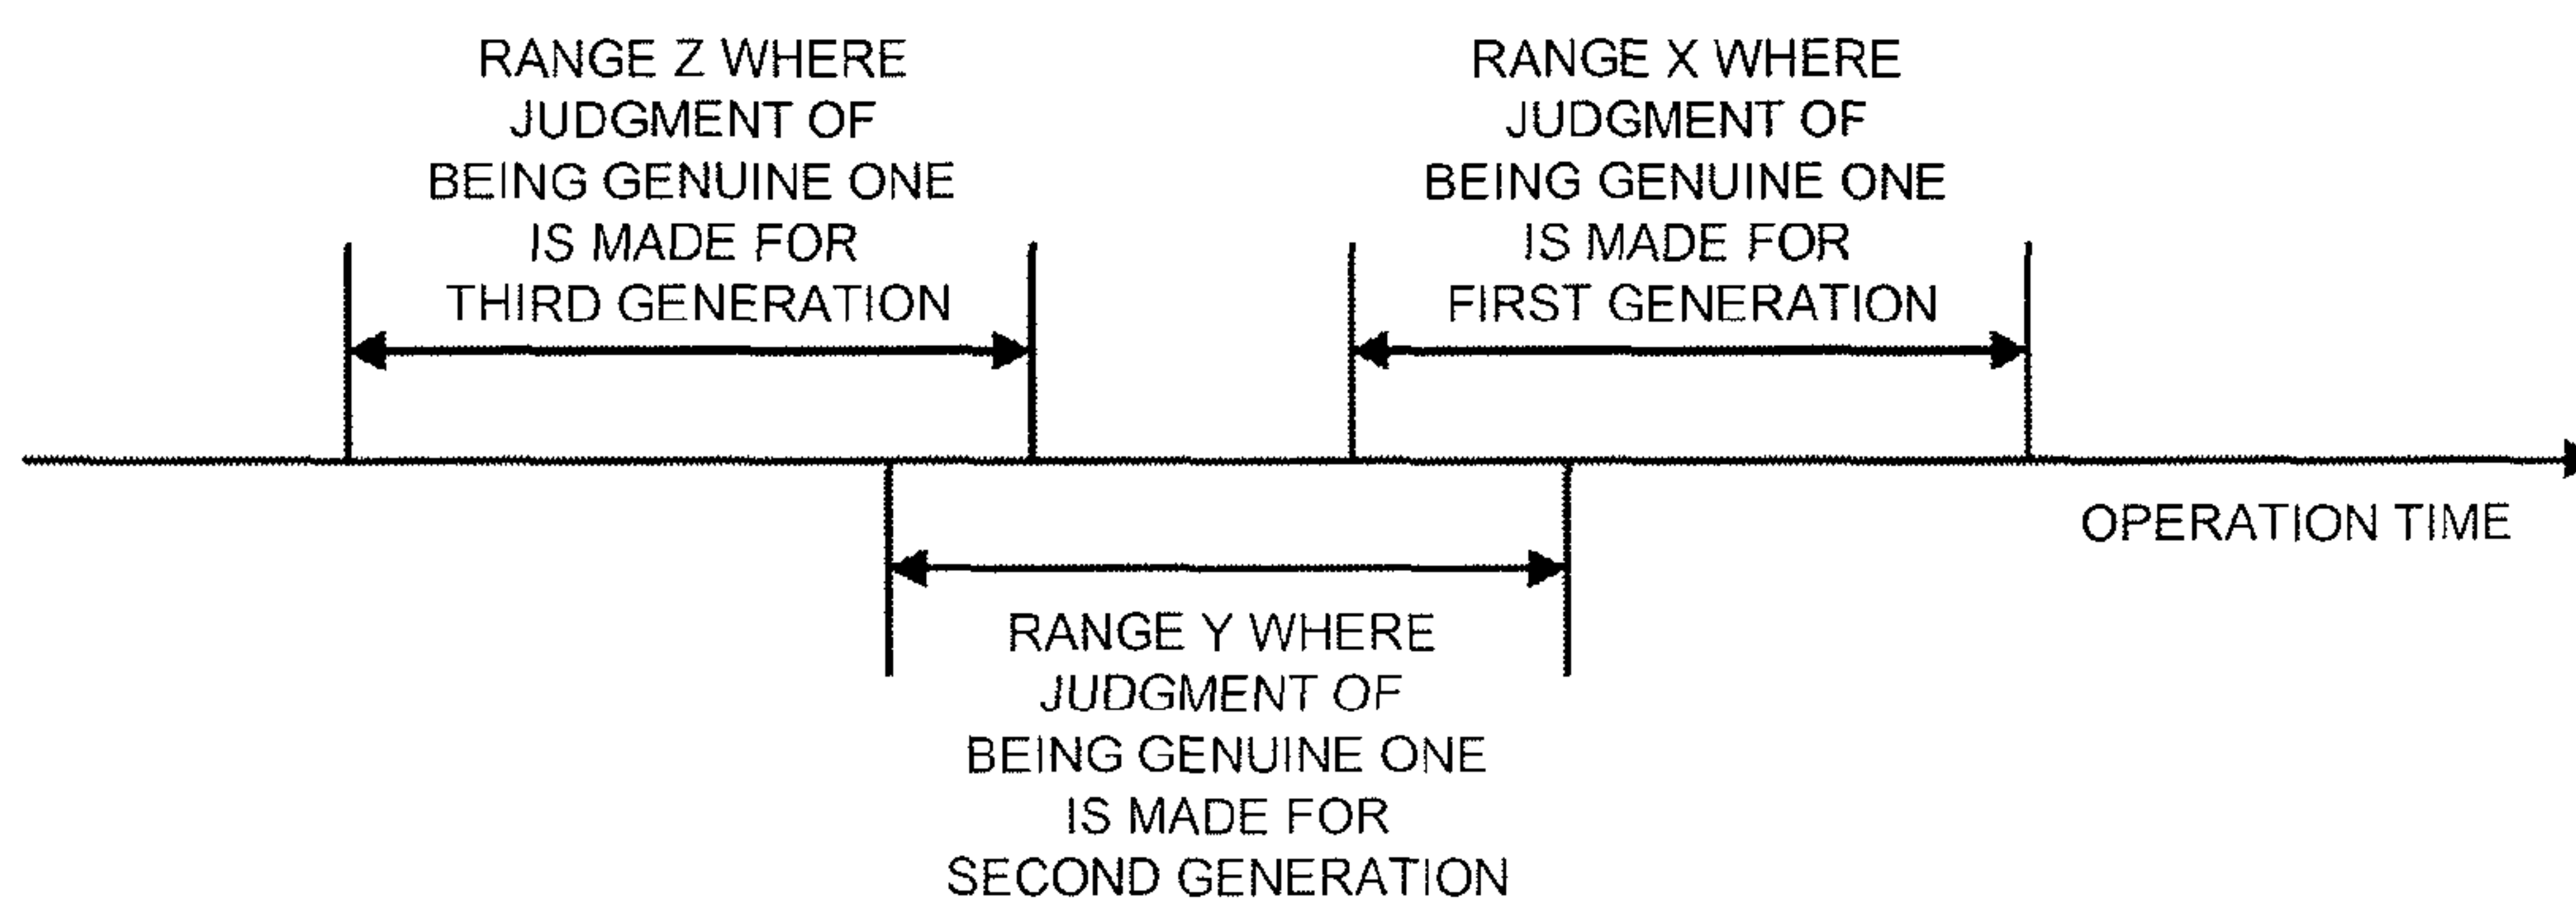 RANGE Z WHERE
JUDGMENT OF
BEING GENUINE ONE
IS MADE FOR
THIRD GENERATION
RANGE X WHERE
JUDGMENT OF
BEING GENUINE ONE
IS MADE FOR
FIRST GENERATION
OPERATION TIME
RANGE Y WHERE
JUDGMENT OF
BEING GENUINE ONE
IS MADE FOR
SECOND GENERATION